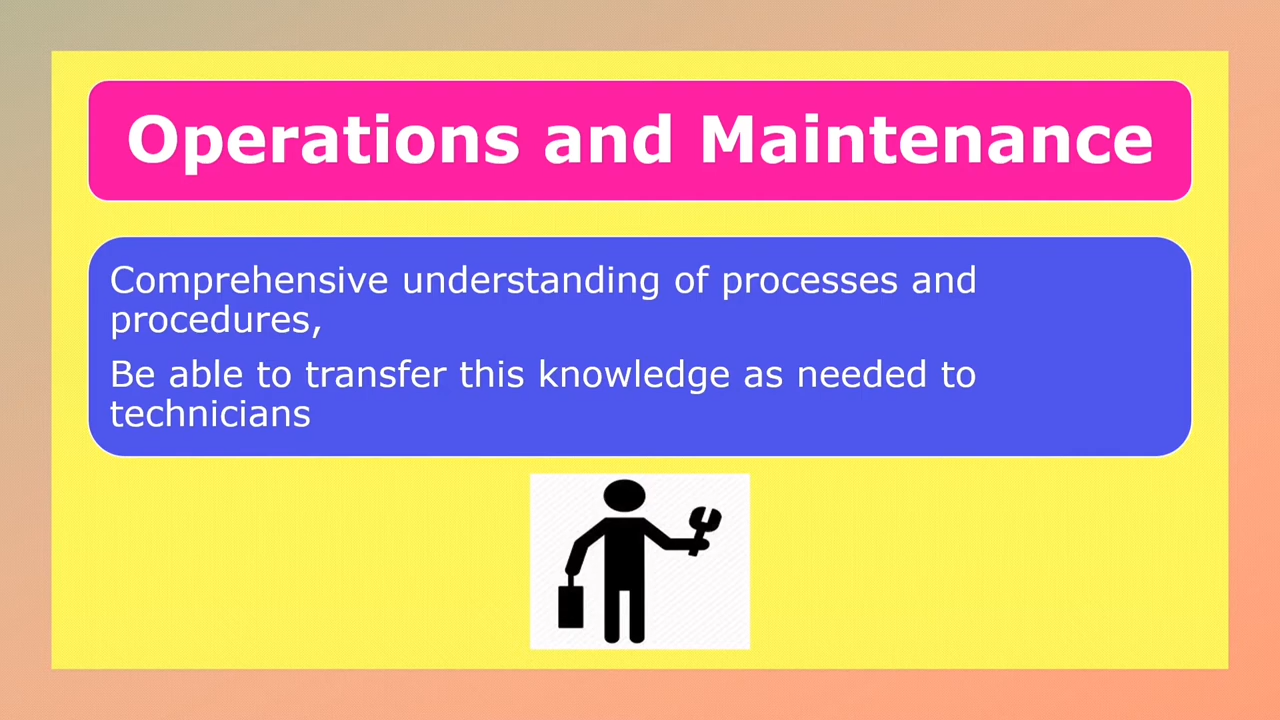 Operations and Maintenance
Comprehensive understanding of processes and
procedures,
Be able to transfer this knowledge as needed to
technicians